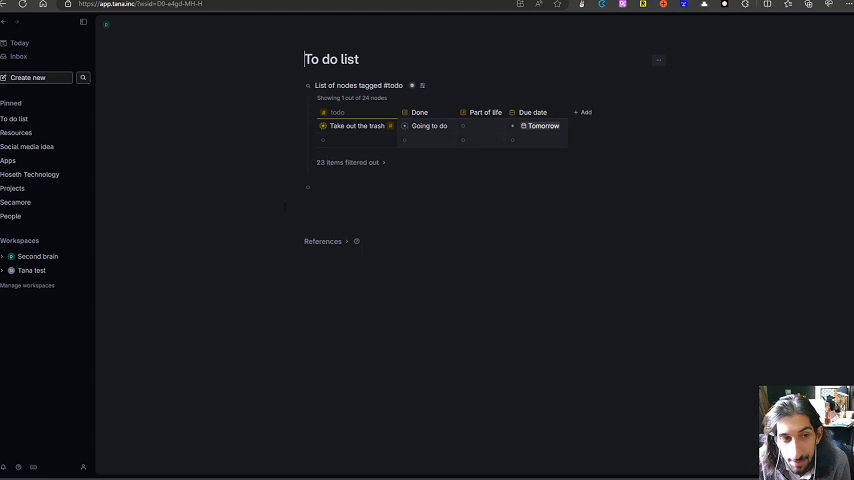 https://app.tana.inc/?wsid=D0-e4gd-MH-H
Today
Inbox
Create new
Pinned
To do list
Resources
Social media idea
Apps
Hoseth Technology
Projects
Secamore
People
Workspaces
Second brain
Tana test
Manage workspaces
To do list
List of nodes tagged #todo
Showing 1 out of 24 nodes
# todo Done Part of life Due date + Add
Take out the trash # Going to do Tomorrow
23 items filtered out
References